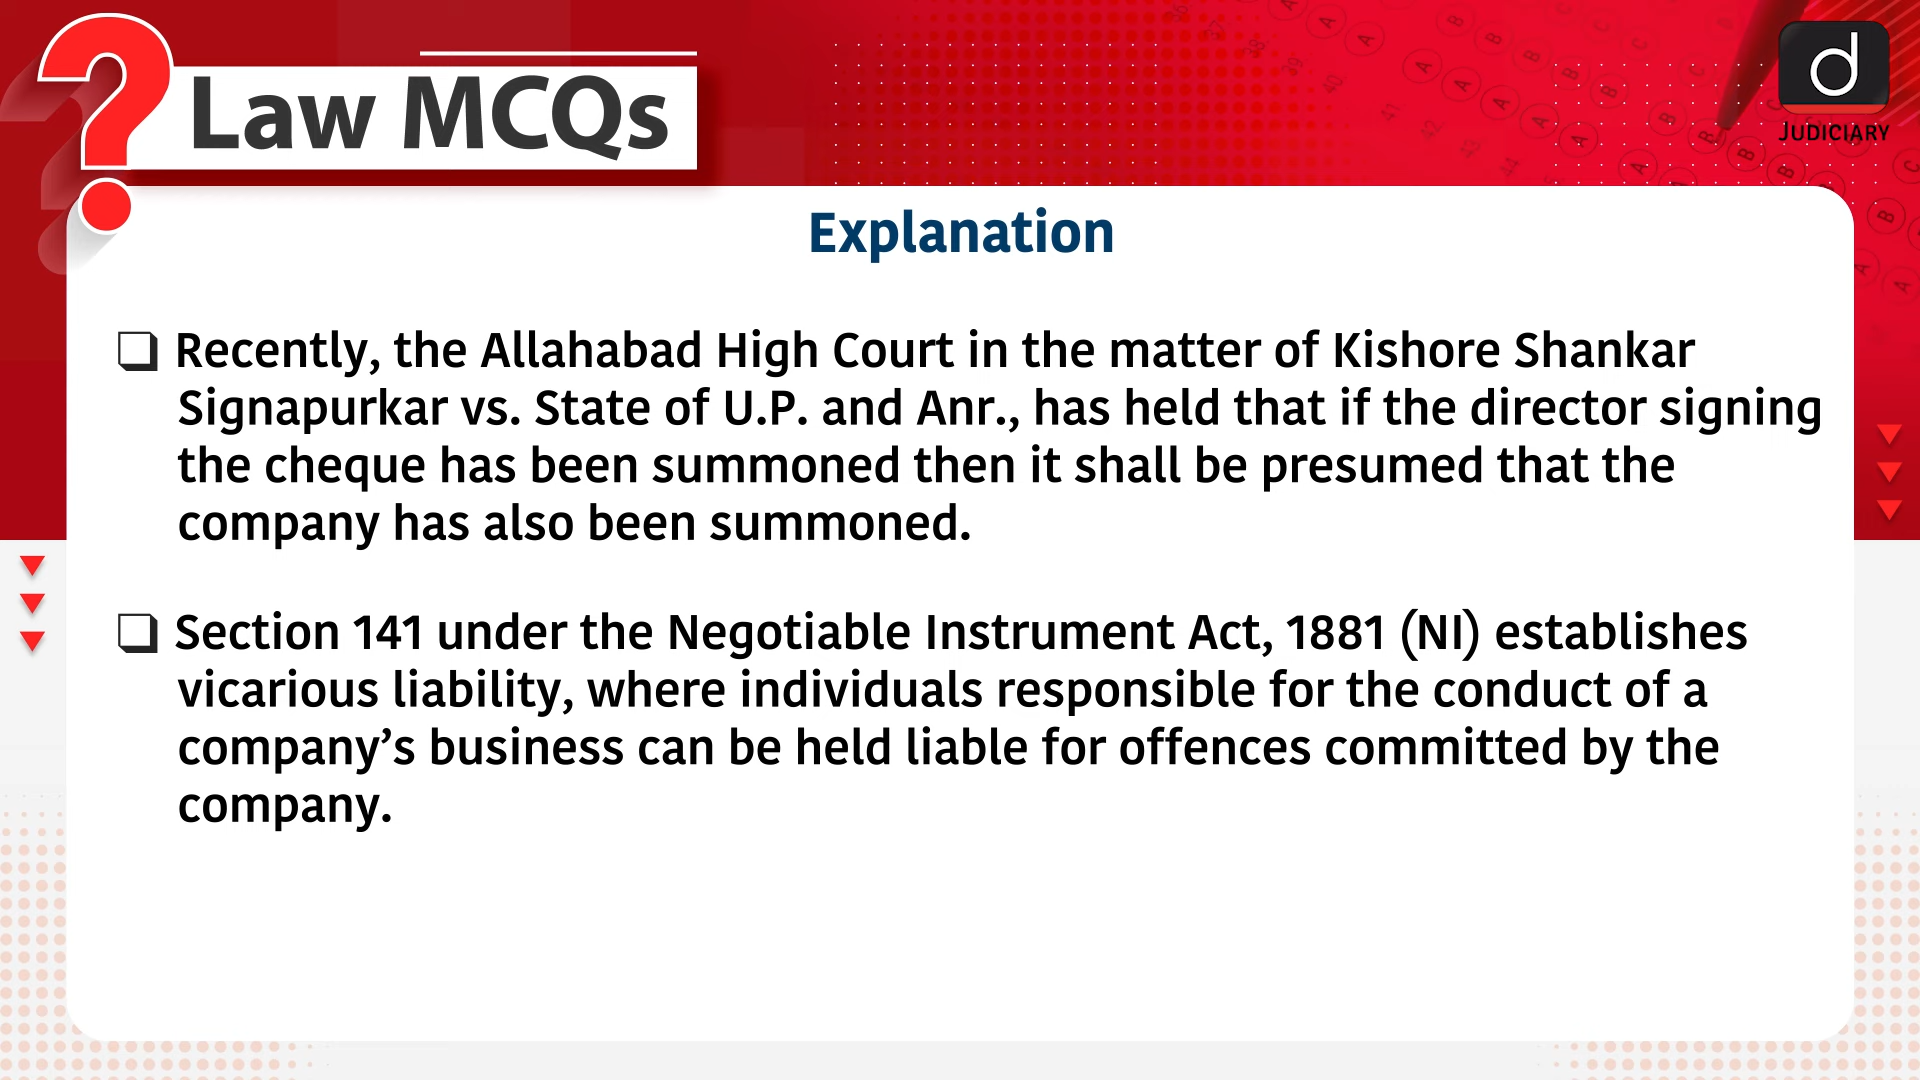 ? Law MCQs
d
JUDICIARY
Explanation
❑ Recently, the Allahabad High Court in the matter of Kishore Shankar
Signapurkar vs. State of U.P. and Anr., has held that if the director signing
the cheque has been summoned then it shall be presumed that the
company has also been summoned.
❑ Section 141 under the Negotiable Instrument Act, 1881 (NI) establishes
vicarious liability, where individuals responsible for the conduct of a
company’s business can be held liable for offences committed by the
company.